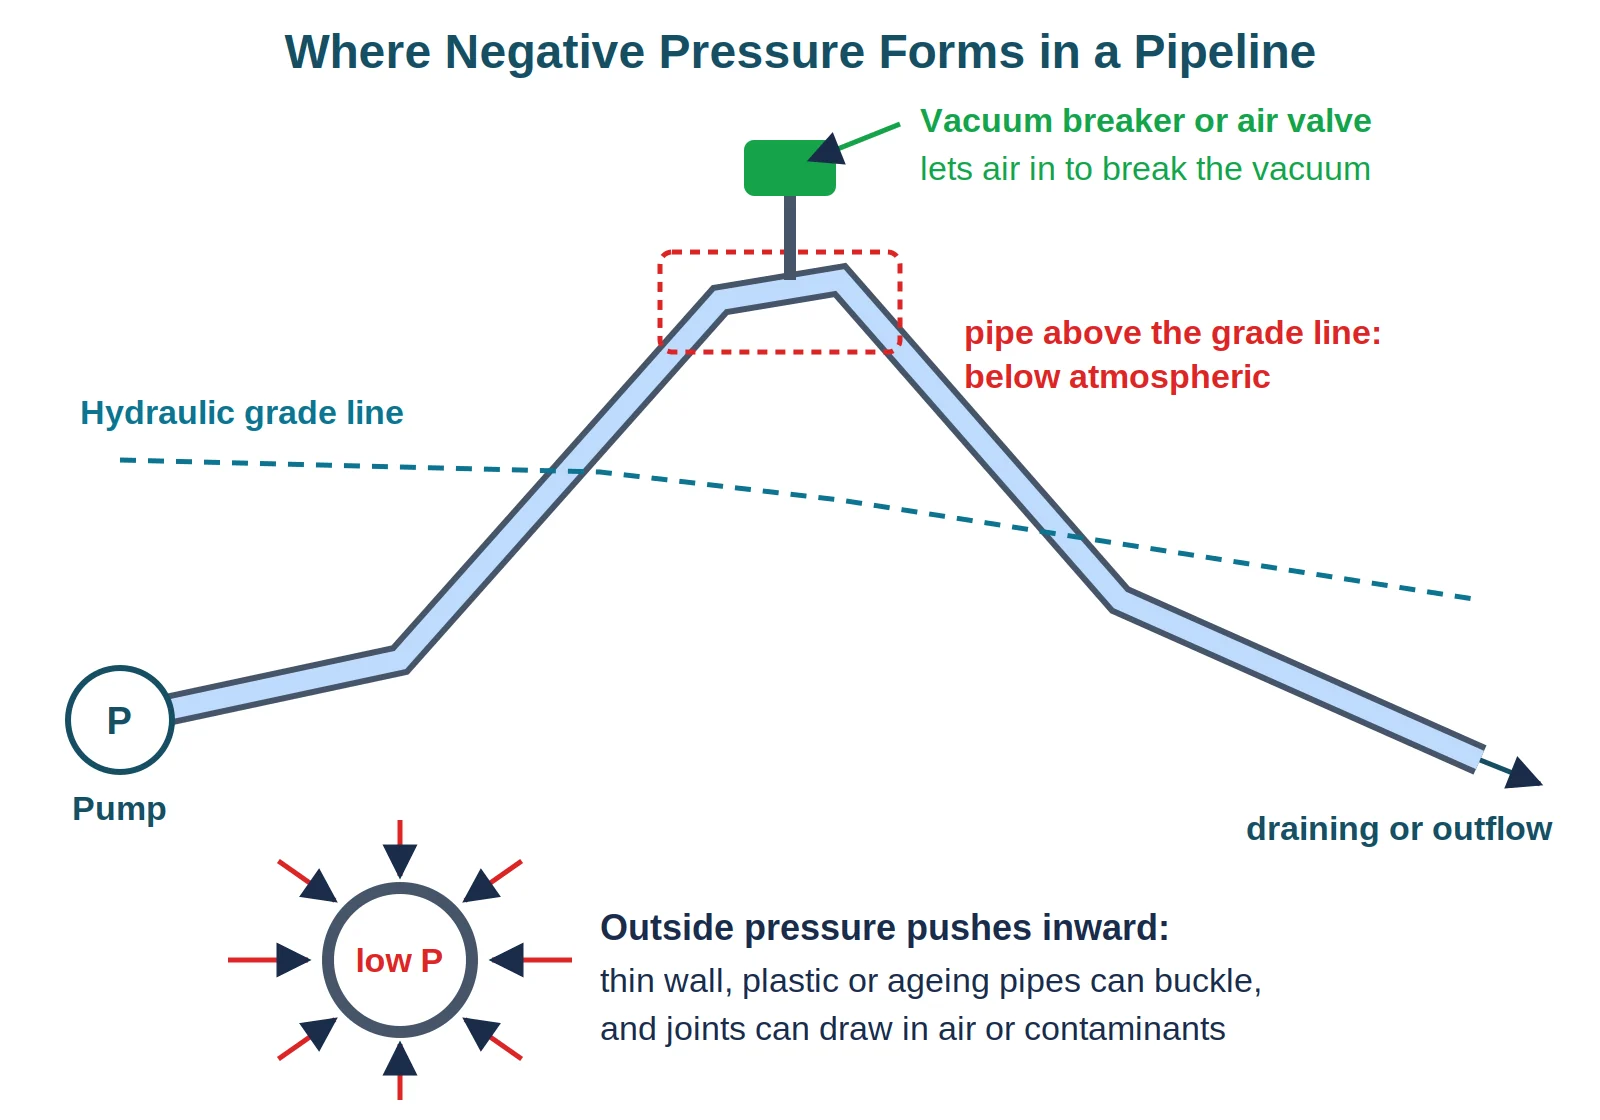 Where Negative Pressure Forms in a Pipeline
Vacuum breaker or air valve
lets air in to break the vacuum
pipe above the grade line:
below atmospheric
Hydraulic grade line
P
Pump
draining or outflow
low P
Outside pressure pushes inward:
thin wall, plastic or ageing pipes can buckle,
and joints can draw in air or contaminants